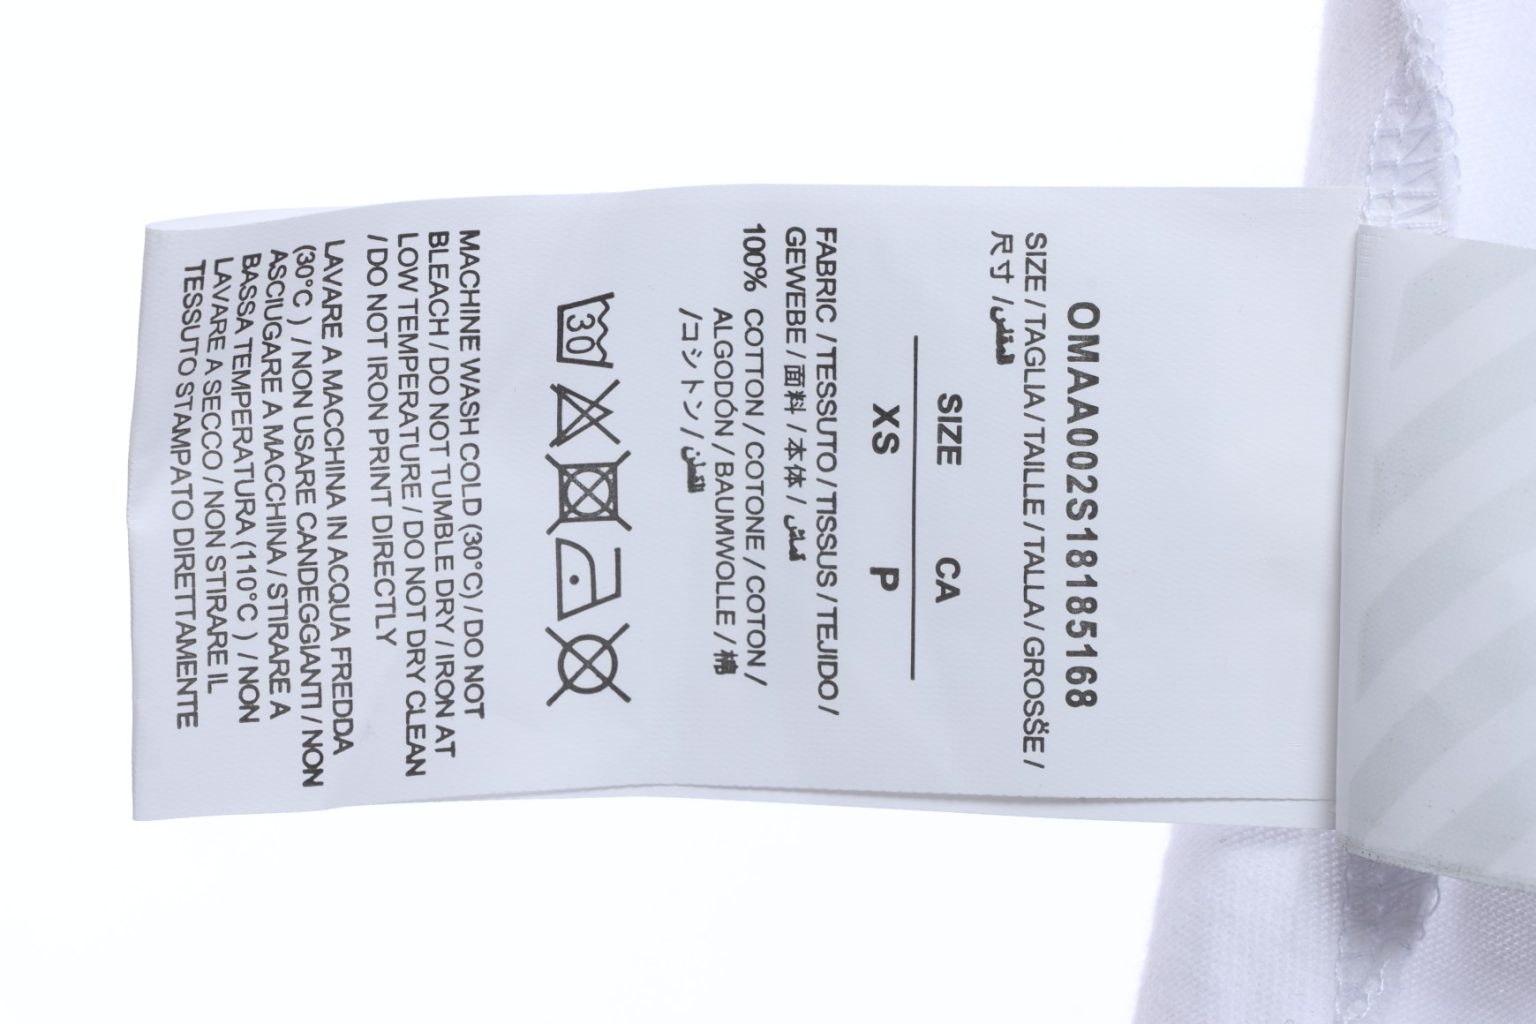 OMAA002S18185168
SIZE / TAGLIA / TAILLE / TALLA / GROSŠE /
尺寸 / المقاس
SIZE CA
XS P
FABRIC / TESSUTO / TISSUS / TEJIDO /
GEWEBE / 面料 / 本体 / قماش
100% COTTON / COTONE / COTON /
ALGODÓN / BAUMWOLLE / 棉
/ コットン / القطن
30
MACHINE WASH COLD (30°C) / DO NOT
BLEACH / DO NOT TUMBLE DRY / IRON AT
LOW TEMPERATURE / DO NOT DRY CLEAN
/ DO NOT IRON PRINT DIRECTLY
LAVARE A MACCHINA IN ACQUA FREDDA
(30°C ) / NON USARE CANDEGGIANTI / NON
ASCIUGARE A MACCHINA / STIRARE A
BASSA TEMPERATURA (110°C ) / NON
LAVARE A SECCO / NON STIRARE IL
TESSUTO STAMPATO DIRETTAMENTE